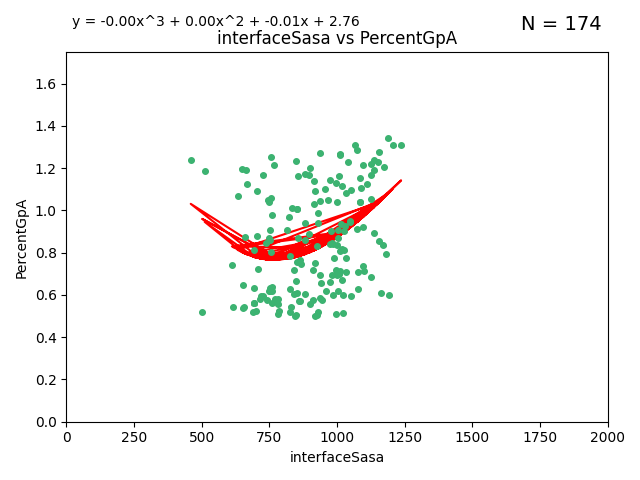 y = -0.00x^3 + 0.00x^2 + -0.01x + 2.76
N = 174
interfaceSasa vs PercentGpA
1.6
1.4
1.2
1.0
0.8
0.6
0.4
0.2
0.0
PercentGpA
0 250 500 750 1000 1250 1500 1750 2000
interfaceSasa